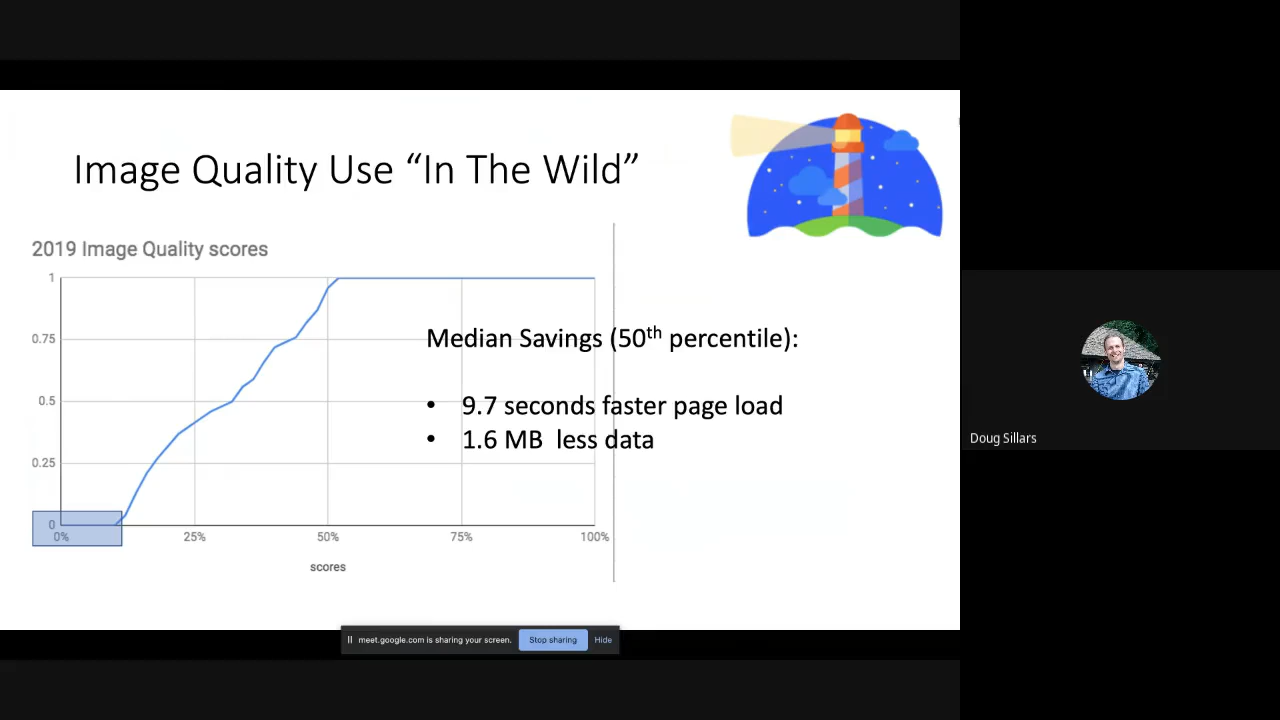 Image Quality Use “In The Wild”
2019 Image Quality scores
1
0.75
0.5
0.25
0
0%
25%
50%
75%
100%
scores
Median Savings (50th percentile):
• 9.7 seconds faster page load
• 1.6 MB less data
Doug Sillars
meet.google.com is sharing your screen.
Stop sharing
Hide